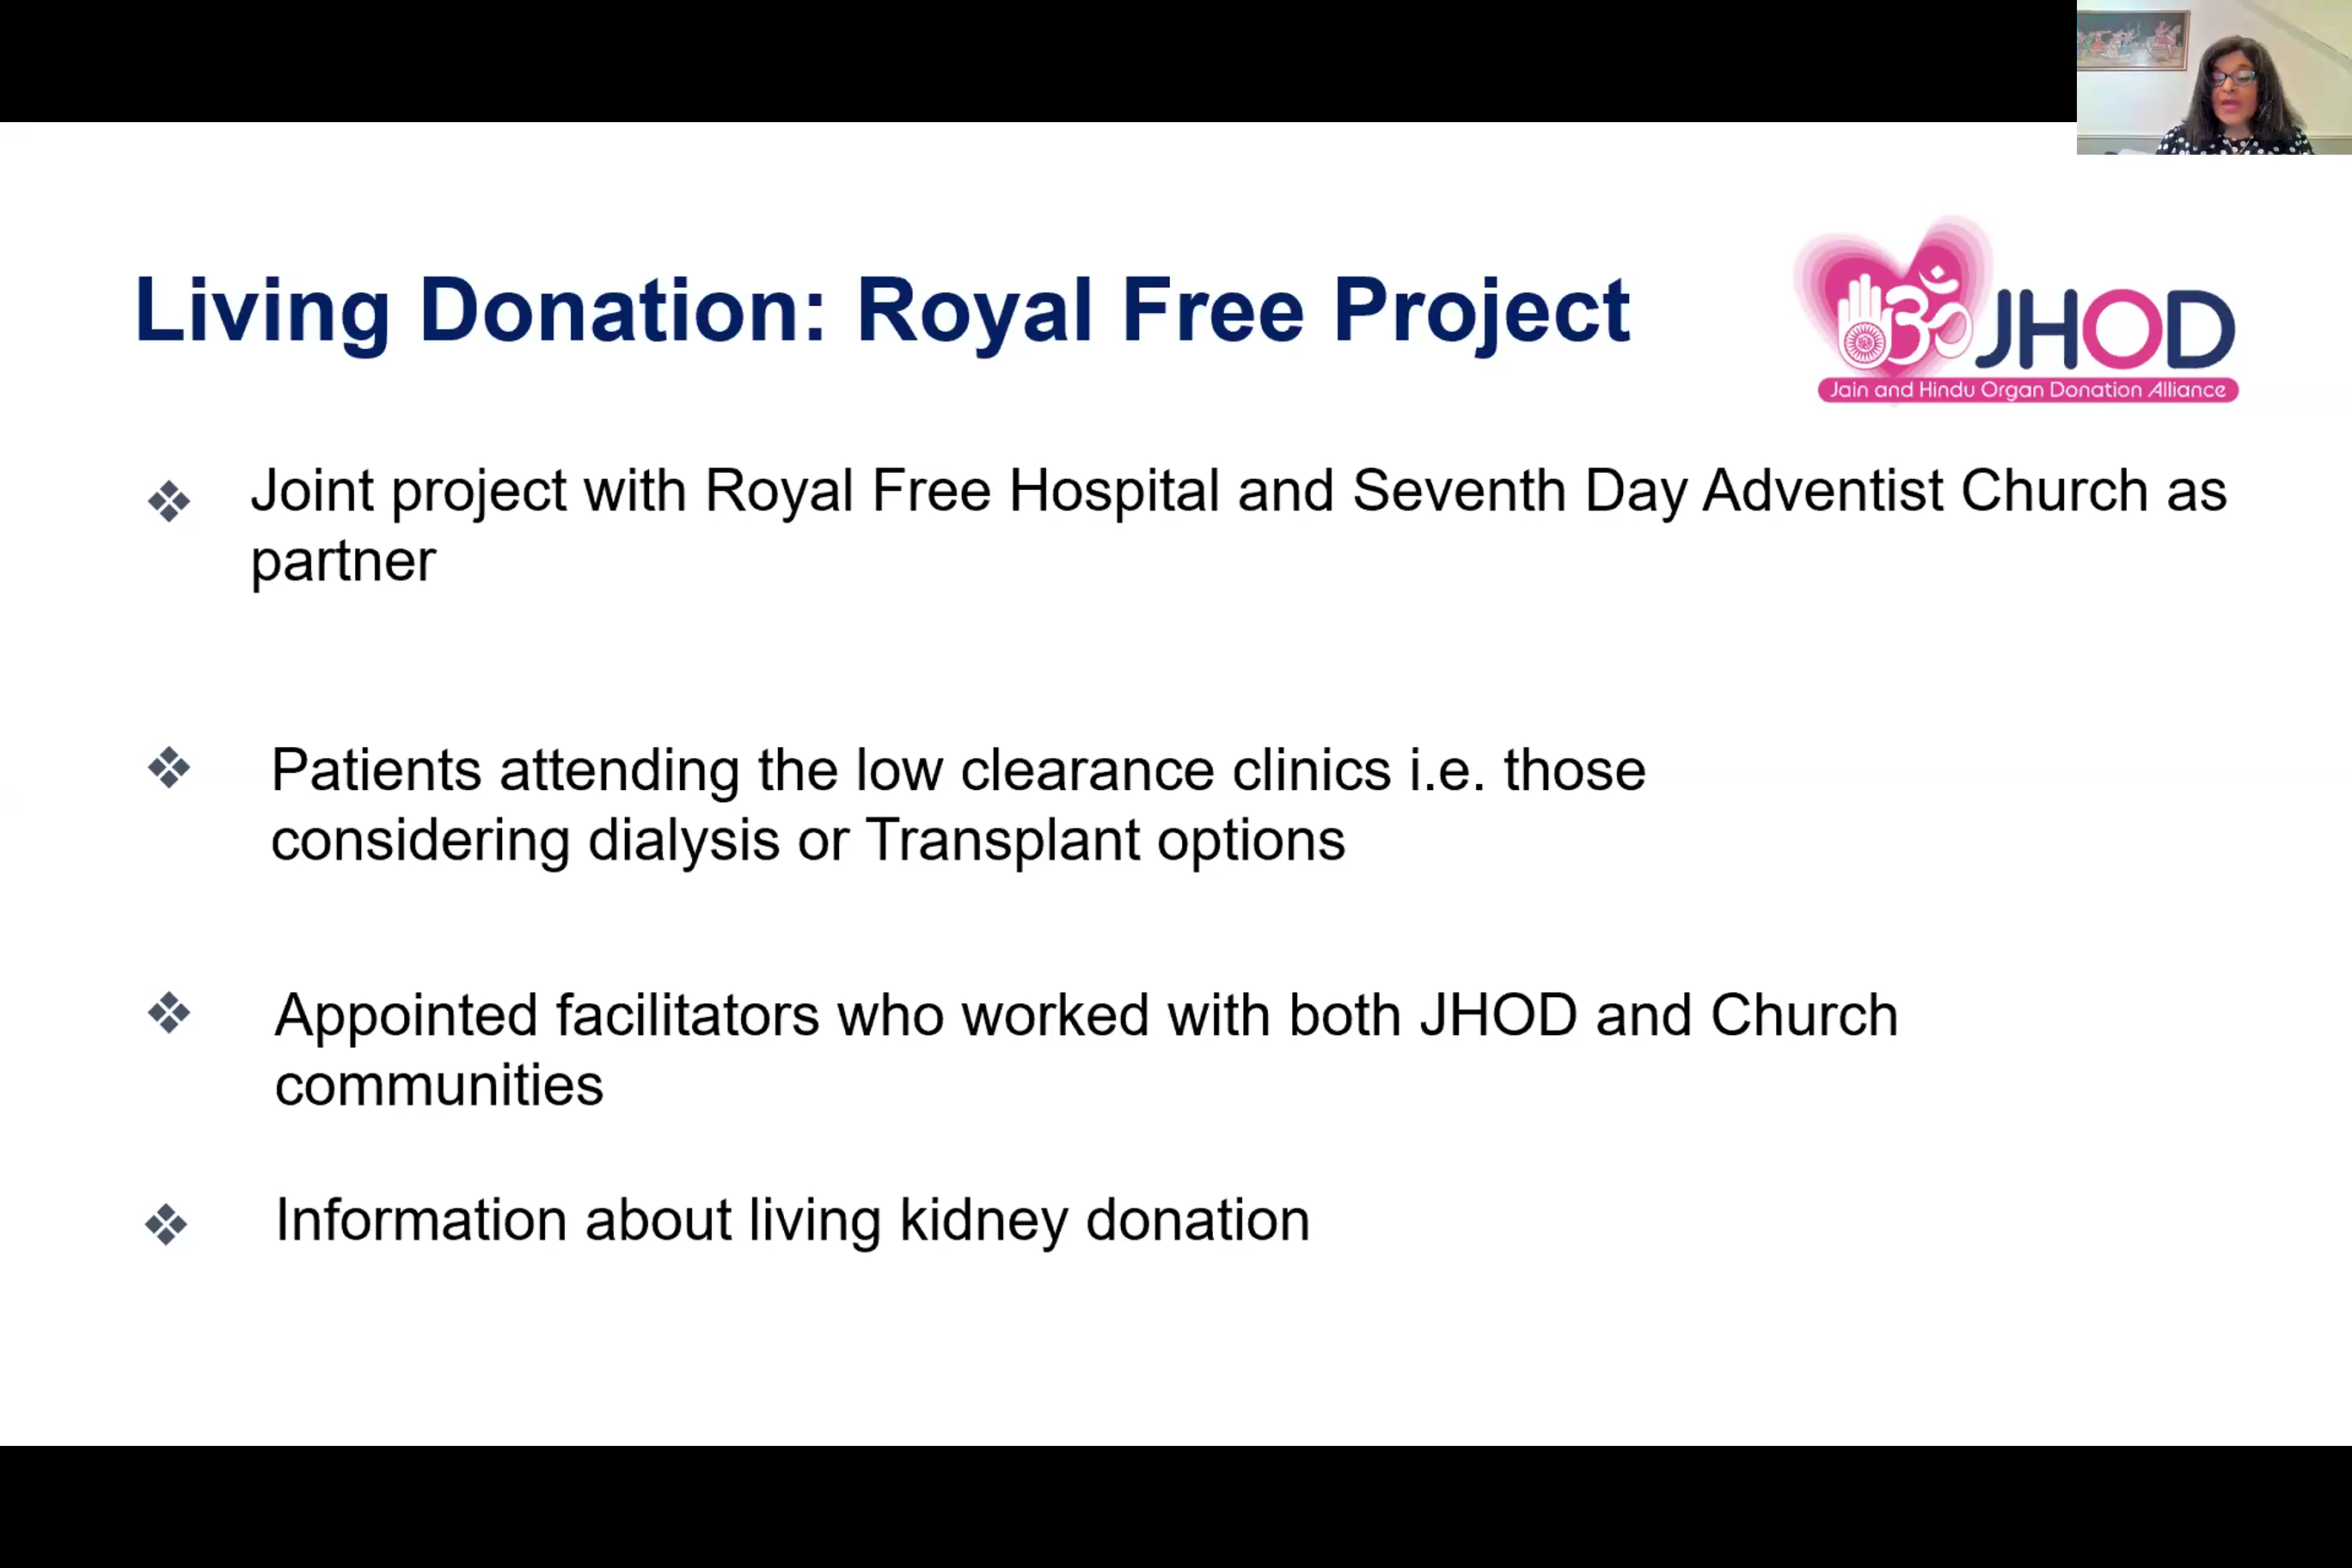 Living Donation: Royal Free Project
ॐ JHOD
Jain and Hindu Organ Donation Alliance
Joint project with Royal Free Hospital and Seventh Day Adventist Church as
partner
Patients attending the low clearance clinics i.e. those
considering dialysis or Transplant options
Appointed facilitators who worked with both JHOD and Church
communities
Information about living kidney donation